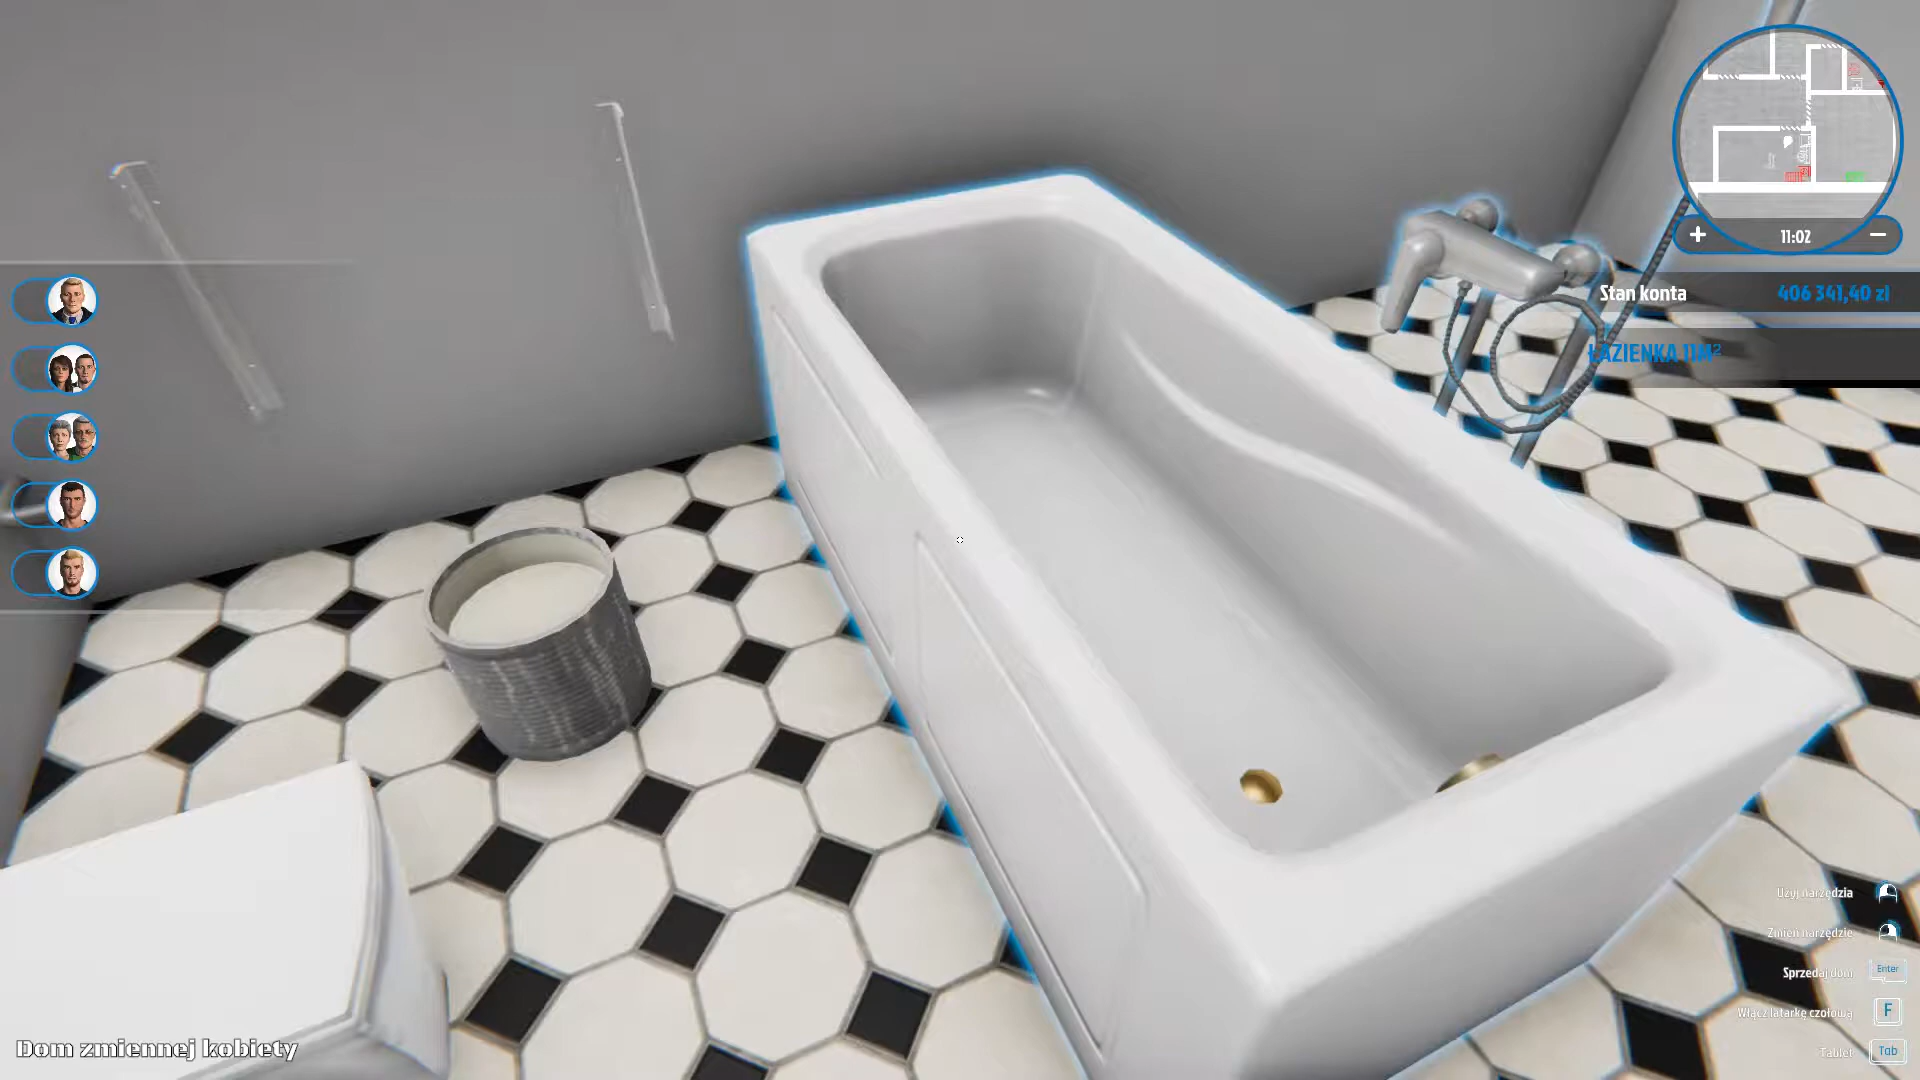 + 11:02 −
Stan konta 406 341,40 zł
ŁAZIENKA 11M²
Użyj narzędzia
Zmień narzędzie
Sprzedaj dom Enter
Włącz latarkę czołową F
Tablet Tab
Dom zmiennej kobiety